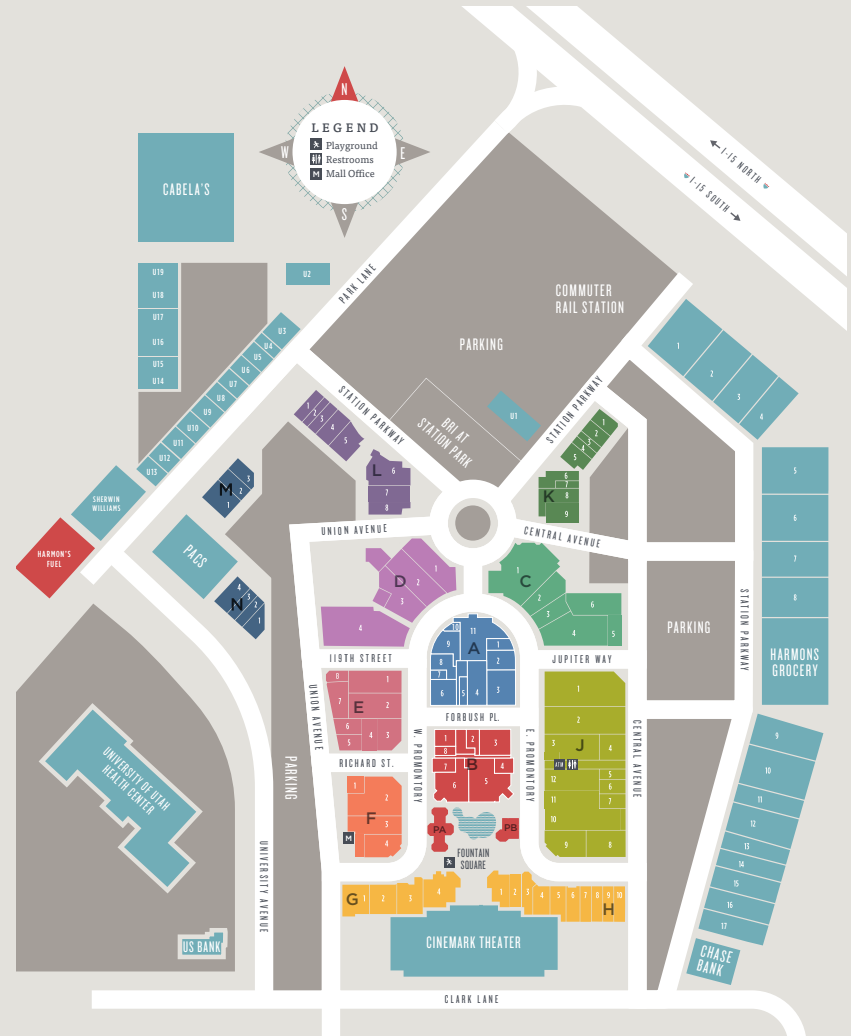 N
W
E
S
LEGEND
Playground
Restrooms
M Mall Office
I-15 NORTH
I-15 SOUTH
CABELA'S
U19
U18
U17
U16
U15
U14
U2
PARK LANE
COMMUTER
RAIL STATION
PARKING
U3
U4
U5
U6
U7
U8
U9
U10
U11
U12
U13
STATION PARKWAY
BRI AT
STATION PARK
U1
STATION PARKWAY
1
2
3
4
1
2
3
4
5
L
6
7
8
1
2
3
4
5
K
6
7
8
9
SHERWIN
WILLIAMS
HARMON'S
FUEL
M
1
2
3
PACS
N
4
3
2
1
UNION AVENUE
CENTRAL AVENUE
D
1
2
3
4
C
1
2
3
4
5
6
5
6
7
8
HARMONS
GROCERY
PARKING
STATION PARKWAY
119TH STREET
JUPITER WAY
A
10
11
9
8
7
6
5
4
3
2
1
E
8
1
7
2
6
5
4
3
UNION AVENUE
W. PROMONTORY
FORBUSH PL.
E. PROMONTORY
CENTRAL AVENUE
J
1
2
3
4
ATM
12
5
6
11
7
10
9
8
B
1
2
3
8
7
4
6
5
RICHARD ST.
PARKING
F
1
2
3
4
M
PA
PB
FOUNTAIN
SQUARE
UNIVERSITY OF UTAH
HEALTH CENTER
UNIVERSITY AVENUE
US BANK
G
1
2
3
4
1
2
3
4
5
6
7
8
9
10
H
CINEMARK THEATER
9
10
11
12
13
14
15
16
17
CHASE
BANK
CLARK LANE